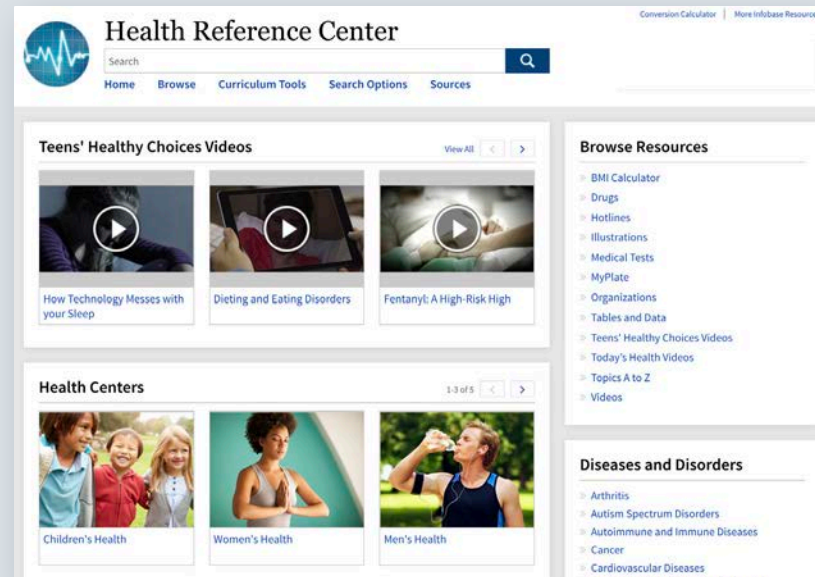 Conversion Calculator | More Infobase Resource
Health Reference Center
Search
Home Browse Curriculum Tools Search Options Sources
Teens' Healthy Choices Videos
View All
How Technology Messes with
your Sleep
Dieting and Eating Disorders
Fentanyl: A High-Risk High
Health Centers
1-3 of 5
Children's Health
Women's Health
Men's Health
Browse Resources
» BMI Calculator
» Drugs
» Hotlines
» Illustrations
» Medical Tests
» MyPlate
» Organizations
» Tables and Data
» Teens' Healthy Choices Videos
» Today's Health Videos
» Topics A to Z
» Videos
Diseases and Disorders
» Arthritis
» Autism Spectrum Disorders
» Autoimmune and Immune Diseases
» Cancer
» Cardiovascular Diseases